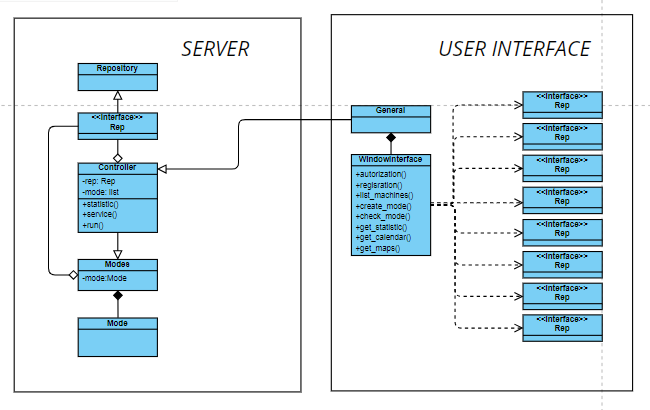 SERVER
Repository
<<Interface>>
Rep
Controller
-rep: Rep
-mode: list
+statistic()
+service()
+run()
Modes
-mode:Mode
Mode
USER INTERFACE
General
WindowInterface
+autorization()
+regisration()
+list_machines()
+create_mode()
+check_mode()
+get_statistic()
+get_calendar()
+get_maps()
<<Interface>>
Rep
<<Interface>>
Rep
<<Interface>>
Rep
<<Interface>>
Rep
<<Interface>>
Rep
<<Interface>>
Rep
<<Interface>>
Rep
<<Interface>>
Rep